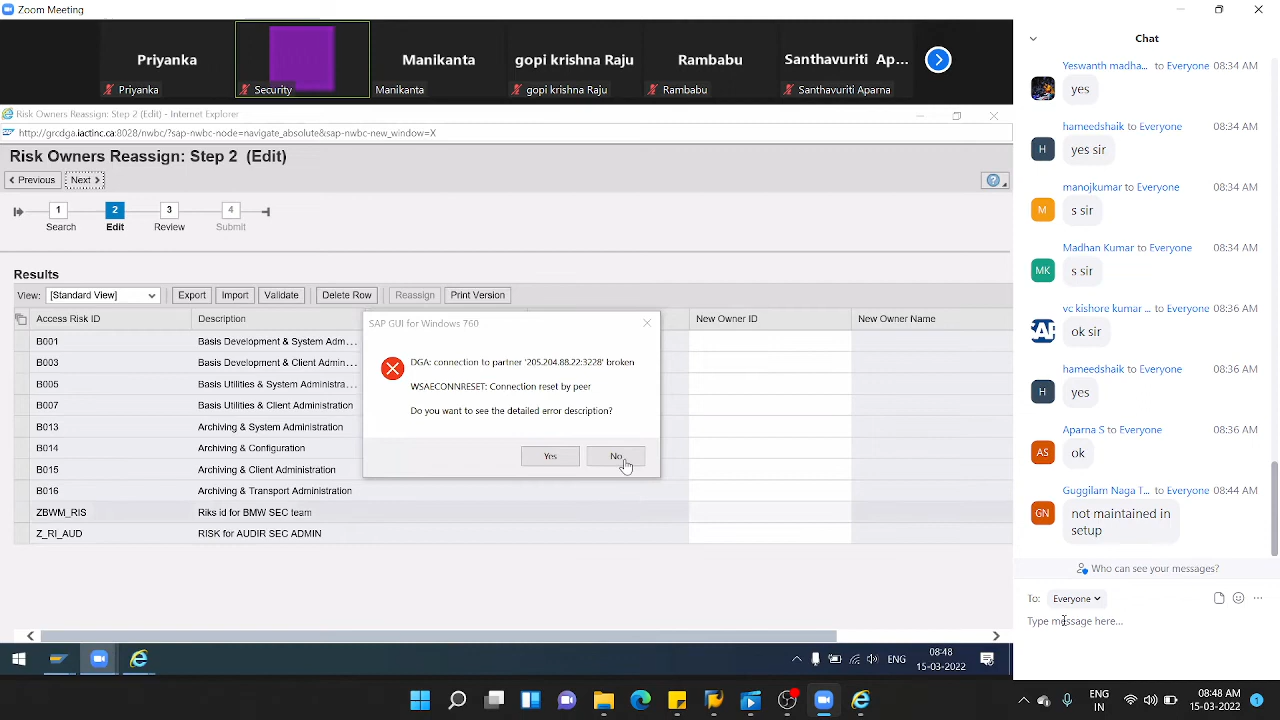 Zoom Meeting
Chat
Priyanka
Manikanta
gopi krishna Raju
Rambabu
Santhavuriti Ap...
Priyanka
Security
Manikanta
gopi krishna Raju
Rambabu
Santhavuriti Aparna
Risk Owners Reassign: Step 2 (Edit) - Internet Explorer
http://grcdga.iactinc.ca:8028/nwbc/?sap-nwbc-node=navigate_absolute&sap-nwbc-new_window=X
Risk Owners Reassign: Step 2 (Edit)
Previous
Next
1
2
3
4
Search
Edit
Review
Submit
Results
View:
[Standard View]
Export
Import
Validate
Delete Row
Reassign
Print Version
Access Risk ID
Description
New Owner ID
New Owner Name
B001
Basis Development & System Adm...
B003
Basis Development & Client Admin...
B005
Basis Utilities & System Administra...
B007
Basis Utilities & Client Administration
B013
Archiving & System Administration
B014
Archiving & Configuration
B015
Archiving & Client Administration
B016
Archiving & Transport Administration
ZBWM_RIS
Riks id for BMW SEC team
Z_RI_AUD
RISK for AUDIR SEC ADMIN
SAP GUI for Windows 760
DGA: connection to partner '205.204.88.22:3228' broken
WSAECONNRESET: Connection reset by peer
Do you want to see the detailed error description?
Yes
No
ENG
08:48
15-03-2022
Yeswanth madha... to Everyone
08:34 AM
yes
hameedshaik to Everyone
08:34 AM
H
yes sir
manojkumar to Everyone
08:34 AM
M
s sir
Madhan Kumar to Everyone
08:34 AM
MK
s sir
vc kishore kumar ... to Everyone
08:36 AM
SAP
ok sir
hameedshaik to Everyone
08:36 AM
H
yes
Aparna S to Everyone
08:36 AM
AS
ok
Guggilam Naga T... to Everyone
08:44 AM
GN
not maintained in
setup
Who can see your messages?
To:
Everyone
Type message here...
ENG
IN
08:48 AM
15-03-2022
1